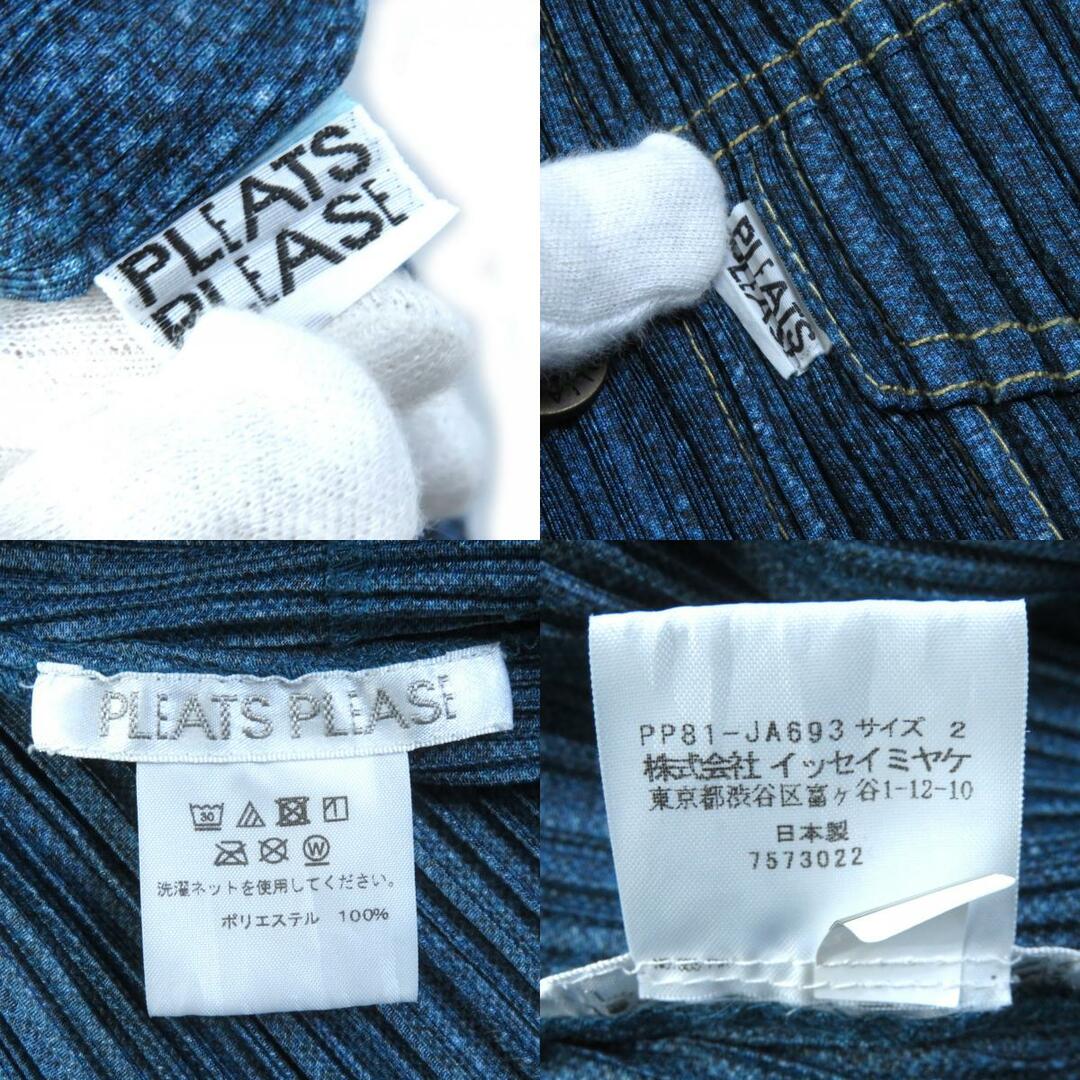 PLEATS
PLEASE
PLEATS
PLEASE
PLEATS PLEASE
30
洗濯ネットを使用してください。
ポリエステル 100%
PP81-JA693 サイズ 2
株式会社 イッセイミヤケ
東京都渋谷区富ヶ谷1-12-10
日本製
7573022